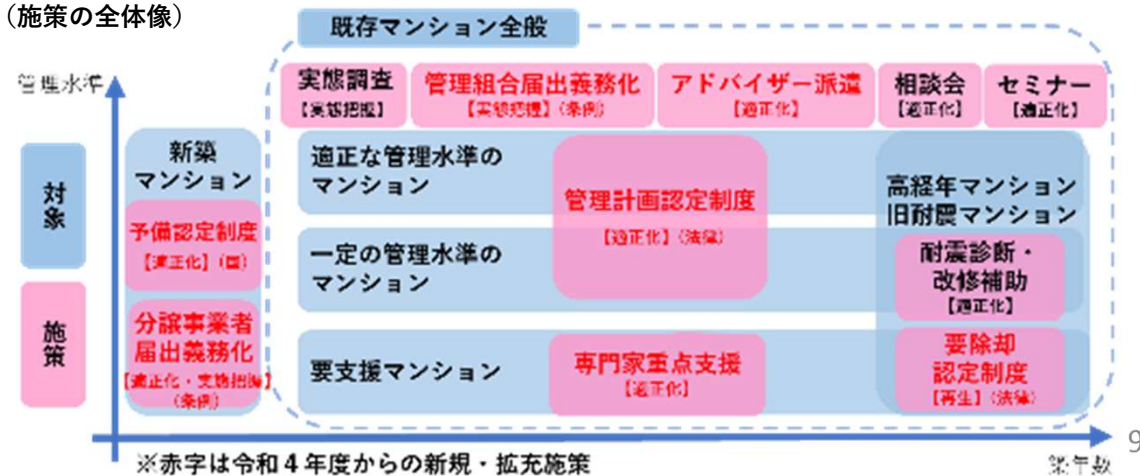 （施策の全体像）
既存マンション全般
管理水準
実態調査
【実態把握】
管理組合届出義務化
【実態把握】（条例）
アドバイザー派遣
【適正化】
相談会
【適正化】
セミナー
【適正化】
対象
施策
新築
マンション
予備認定制度
【適正化】（国）
分譲事業者
届出義務化
【適正化・実態把握】
（条例）
適正な管理水準の
マンション
一定の管理水準の
マンション
管理計画認定制度
【適正化】（法律）
要支援マンション
専門家重点支援
【適正化】
高経年マンション
旧耐震マンション
耐震診断・
改修補助
【適正化】
要除却
認定制度
【再生】（法律）
※赤字は令和４年度からの新規・拡充施策
築年数
9